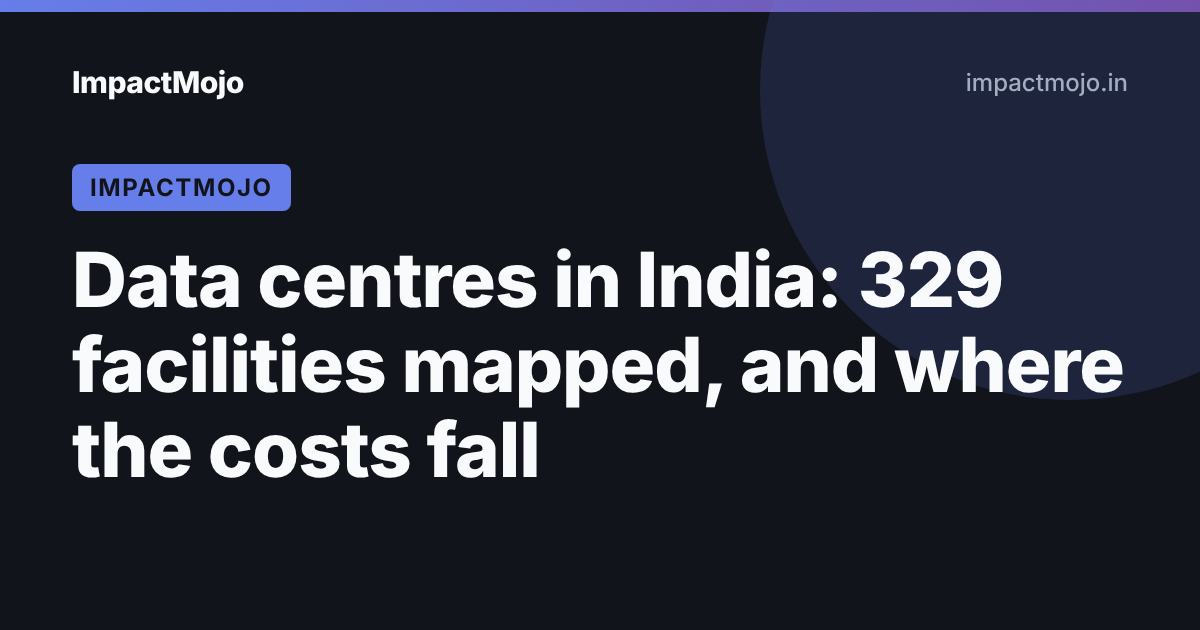 ImpactMojo
impactmojo.in
IMPACTMOJO
Data centres in India: 329
facilities mapped, and where
the costs fall